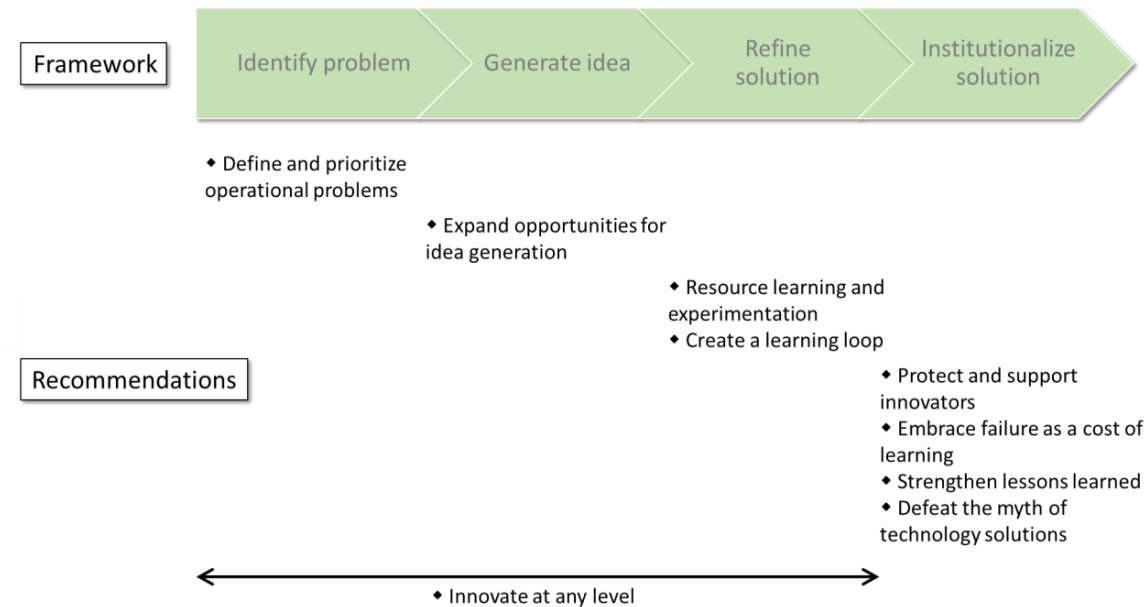 Framework
Identify problem
Generate idea
Refine
solution
Institutionalize
solution
◆ Define and prioritize
operational problems
◆ Expand opportunities for
idea generation
◆ Resource learning and
experimentation
◆ Create a learning loop
Recommendations
◆ Protect and support
innovators
◆ Embrace failure as a cost of
learning
◆ Strengthen lessons learned
◆ Defeat the myth of
technology solutions
◆ Innovate at any level